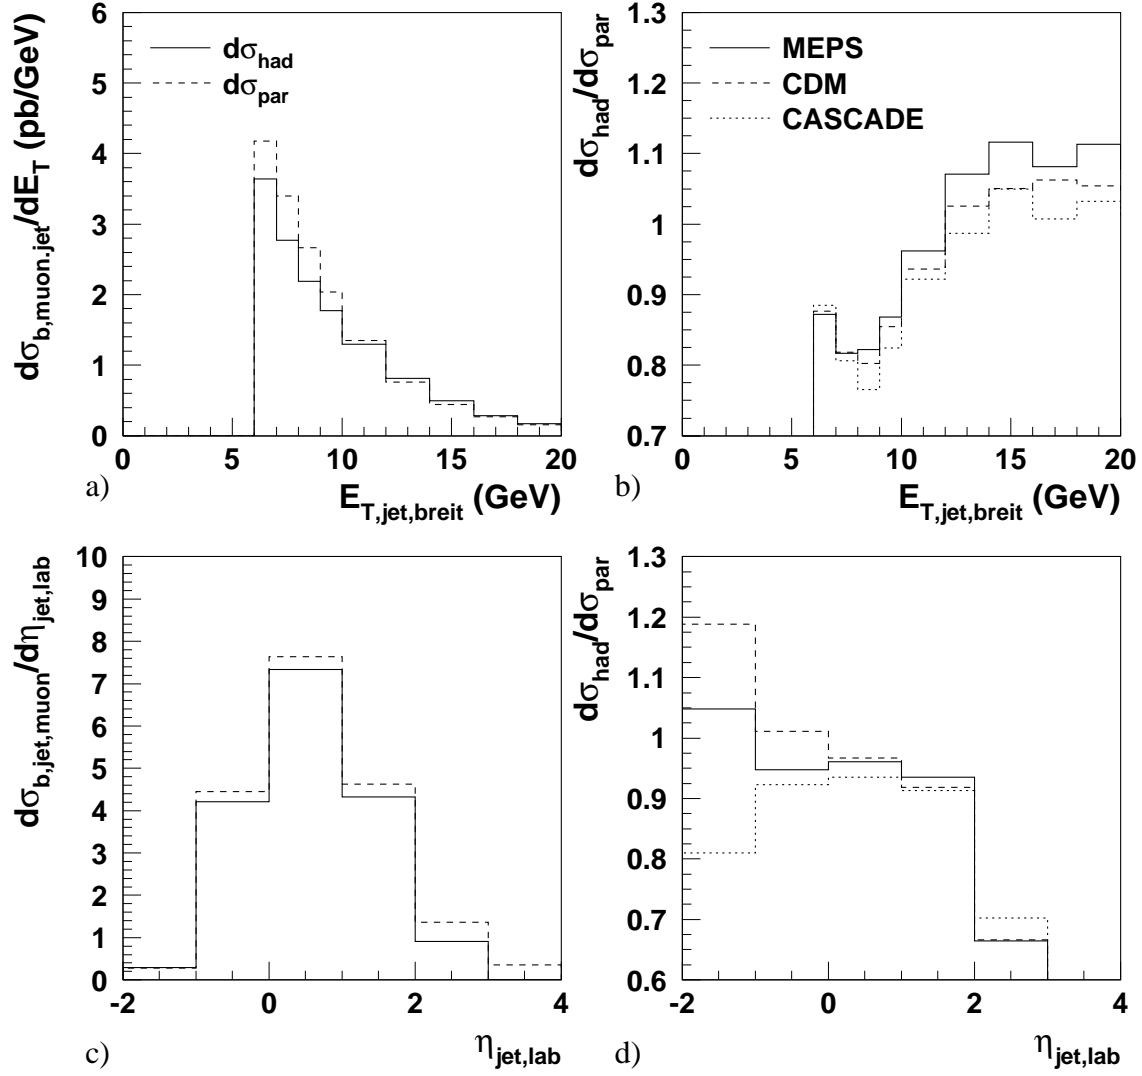 dσ_b,muon.jet/dE_T (pb/GeV)
6
5
4
3
2
1
0
dσ_had
dσ_par
0 5 10 15 20
E_T,jet,breit (GeV)
a)
dσ_had/dσ_par
1.3
1.2
1.1
1
0.9
0.8
0.7
MEPS
CDM
CASCADE
0 5 10 15 20
E_T,jet,breit (GeV)
b)
dσ_b,jet,muon/dη_jet,lab
10
9
8
7
6
5
4
3
2
1
0
-2 0 2 4
η_jet,lab
c)
dσ_had/dσ_par
1.3
1.2
1.1
1
0.9
0.8
0.7
0.6
-2 0 2 4
η_jet,lab
d)